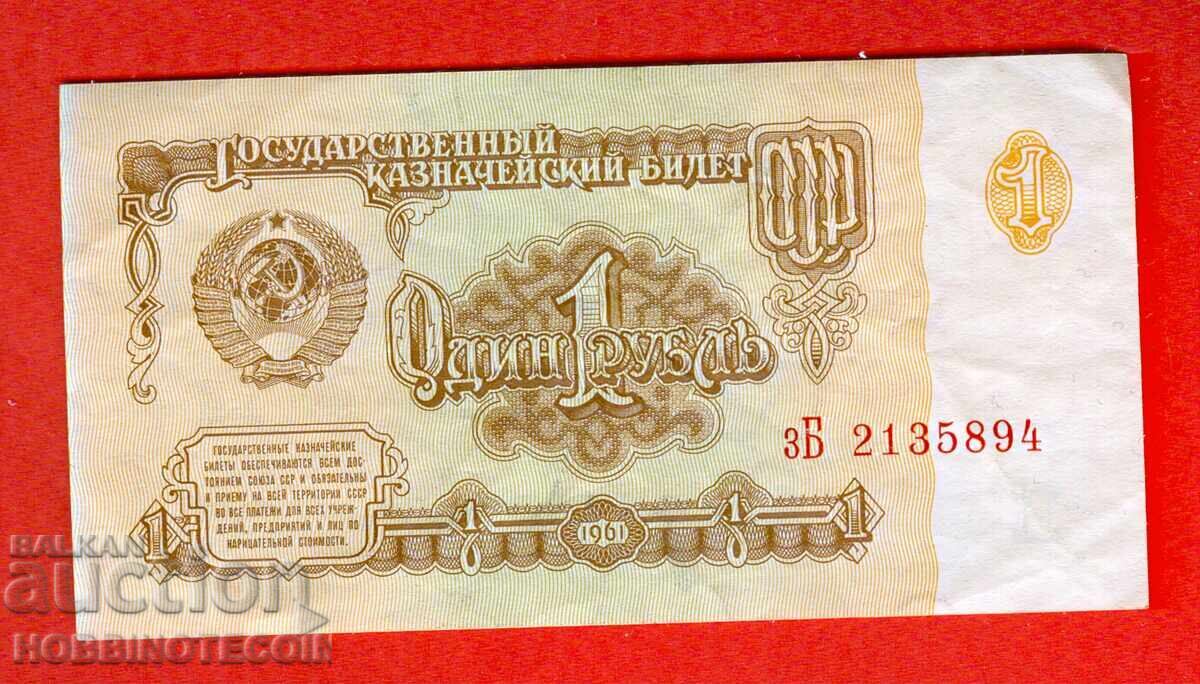 ГОСУДАРСТВЕННЫЙ
КАЗНАЧЕЙСКИЙ БИЛЕТ
СССР
1
ОДИН 1 РУБЛЬ
зБ 2135894
ГОСУДАРСТВЕННЫЕ КАЗНАЧЕЙСКИЕ
БИЛЕТЫ ОБЕСПЕЧИВАЮТСЯ ВСЕМ ДОС-
ТОЯНИЕМ СОЮЗА ССР И ОБЯЗАТЕЛЬНЫ
К ПРИЕМУ НА ВСЕЙ ТЕРРИТОРИИ СССР
ВО ВСЕ ПЛАТЕЖИ ДЛЯ ВСЕХ УЧРЕЖ-
ДЕНИЙ, ПРЕДПРИЯТИЙ И ЛИЦ ПО
НАРИЦАТЕЛЬНОЙ СТОИМОСТИ.
1 1 1961 1 1
BALKAN
auction
HOBBINOTECOIN